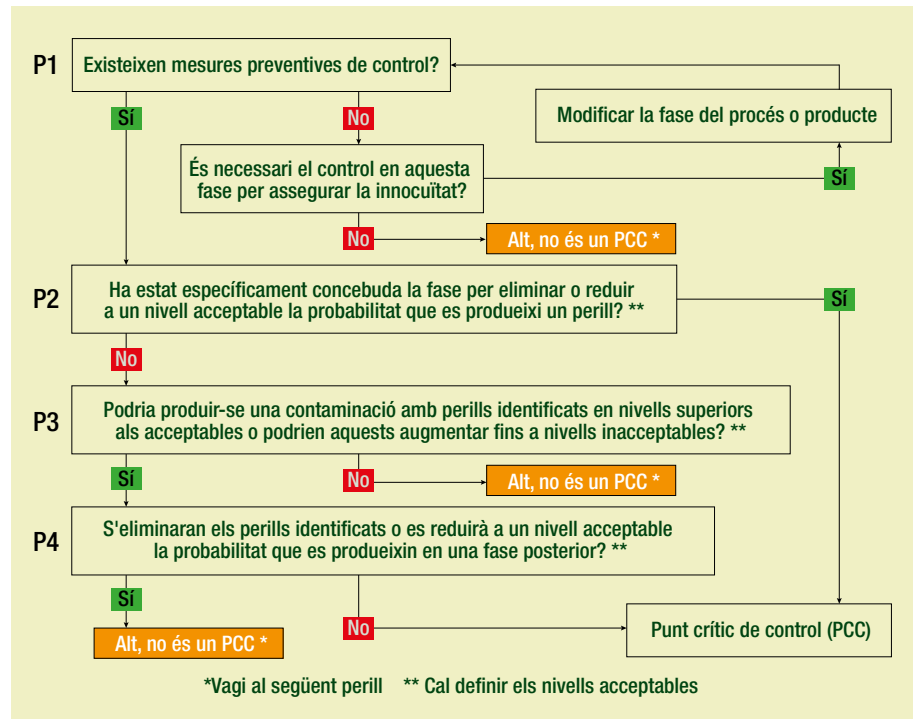 P1
Existeixen mesures preventives de control?
Sí
No
Modificar la fase del procés o producte
És necessari el control en aquesta
fase per assegurar la innocuïtat?
Sí
No
Alt, no és un PCC *
P2
Ha estat específicament concebuda la fase per eliminar o reduir
a un nivell acceptable la probabilitat que es produeixi un perill? **
Sí
No
P3
Podria produir-se una contaminació amb perills identificats en nivells superiors
als acceptables o podrien aquests augmentar fins a nivells inacceptables? **
Sí
No
Alt, no és un PCC *
P4
S'eliminaran els perills identificats o es reduirà a un nivell acceptable
la probabilitat que es produeixin en una fase posterior? **
Sí
No
Alt, no és un PCC *
Punt crític de control (PCC)
*Vagi al següent perill ** Cal definir els nivells acceptables